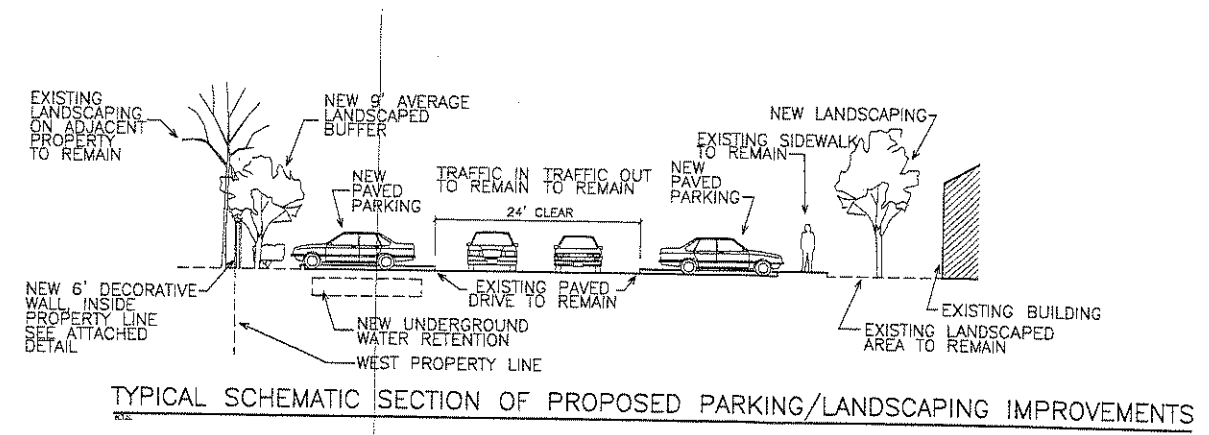 EXISTING
LANDSCAPING
ON ADJACENT
PROPERTY
TO REMAIN
NEW 9' AVERAGE
LANDSCAPED
BUFFER
NEW
PAVED
PARKING
TRAFFIC IN TRAFFIC OUT
TO REMAIN TO REMAIN
24' CLEAR
NEW
PAVED
PARKING
EXISTING SIDEWALK
TO REMAIN
NEW LANDSCAPING
NEW 6' DECORATIVE
WALL, INSIDE
PROPERTY LINE
SEE ATTACHED
DETAIL
EXISTING PAVED
DRIVE TO REMAIN
NEW UNDERGROUND
WATER RETENTION
WEST PROPERTY LINE
EXISTING BUILDING
EXISTING LANDSCAPED
AREA TO REMAIN
TYPICAL SCHEMATIC SECTION OF PROPOSED PARKING/LANDSCAPING IMPROVEMENTS